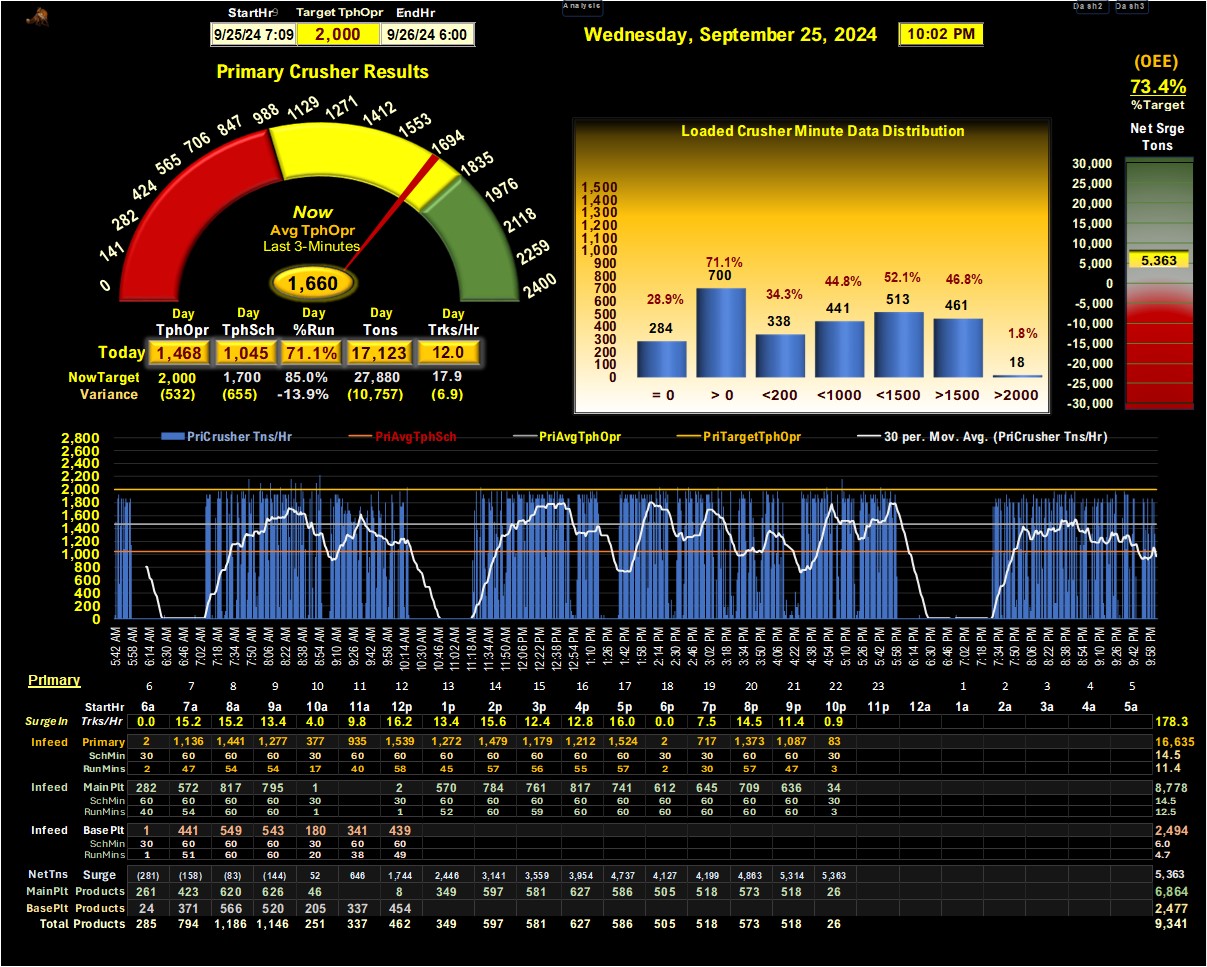 Analysis
Dash2 Dash3
StartHr Target TphOpr EndHr
9/25/24 7:09 2,000 9/26/24 6:00
Wednesday, September 25, 2024 10:02 PM
(OEE)
73.4%
%Target
Primary Crusher Results
0 141 282 424 565 706 847 988 1129 1271 1412 1553 1694 1835 1976 2118 2259 2400
Now
Avg TphOpr
Last 3-Minutes
1,660
Day Day Day Day Day
TphOpr TphSch %Run Tons Trks/Hr
Today 1,468 1,045 71.1% 17,123 12.0
NowTarget 2,000 1,700 85.0% 27,880 17.9
Variance (532) (655) -13.9% (10,757) (6.9)
Loaded Crusher Minute Data Distribution
1,500
1,400
1,300
1,200
1,100
1,000
900
800
700
600
500
400
300
200
100
0
28.9% 71.1% 34.3% 44.8% 52.1% 46.8% 1.8%
284 700 338 441 513 461 18
= 0 > 0 <200 <1000 <1500 >1500 >2000
Net Srge
Tons
30,000
25,000
20,000
15,000
10,000
5,000
0
-5,000
-10,000
-15,000
-20,000
-25,000
-30,000
5,363
PriCrusher Tns/Hr PriAvgTphSch PriAvgTphOpr PriTargetTphOpr 30 per. Mov. Avg. (PriCrusher Tns/Hr)
2,800
2,600
2,400
2,200
2,000
1,800
1,600
1,400
1,200
1,000
800
600
400
200
0
5:42 AM 5:58 AM 6:14 AM 6:30 AM 6:46 AM 7:02 AM 7:18 AM 7:34 AM 7:50 AM 8:06 AM 8:22 AM 8:38 AM 8:54 AM 9:10 AM 9:26 AM 9:42 AM 9:58 AM 10:14 AM 10:30 AM 10:46 AM 11:02 AM 11:18 AM 11:34 AM 11:50 AM 12:06 PM 12:22 PM 12:38 PM 12:54 PM 1:10 PM 1:26 PM 1:42 PM 1:58 PM 2:14 PM 2:30 PM 2:46 PM 3:02 PM 3:18 PM 3:34 PM 3:50 PM 4:06 PM 4:22 PM 4:38 PM 4:54 PM 5:10 PM 5:26 PM 5:42 PM 5:58 PM 6:14 PM 6:30 PM 6:46 PM 7:02 PM 7:18 PM 7:34 PM 7:50 PM 8:06 PM 8:22 PM 8:38 PM 8:54 PM 9:10 PM 9:26 PM 9:42 PM 9:58 PM
Primary
6 7 8 9 10 11 12 13 14 15 16 17 18 19 20 21 22 23 1 2 3 4 5
StartHr 6a 7a 8a 9a 10a 11a 12p 1p 2p 3p 4p 5p 6p 7p 8p 9p 10p 11p 12a 1a 2a 3a 4a 5a
SurgeIn Trks/Hr 0.0 15.2 15.2 13.4 4.0 9.8 16.2 13.4 15.6 12.4 12.8 16.0 0.0 7.5 14.5 11.4 0.9 178.3
Infeed Primary 2 1,136 1,441 1,277 377 935 1,539 1,272 1,479 1,179 1,212 1,524 2 717 1,373 1,087 83 16,635
SchMin 30 60 60 60 30 60 60 60 60 60 60 60 30 30 60 60 3 14.5
RunMins 2 47 54 54 17 40 58 45 57 56 55 57 2 30 57 47 3 11.4
Infeed MainPlt 282 572 817 795 1 2 570 784 761 817 741 612 645 709 636 34 8,778
SchMin 60 60 60 60 30 30 60 60 60 60 60 60 60 60 60 3 14.5
RunMins 40 54 60 60 1 1 52 60 59 60 60 60 60 60 60 3 12.5
Infeed BasePlt 1 441 549 543 180 341 439 2,494
SchMin 30 60 60 60 30 60 60 6.0
RunMins 1 51 60 60 20 38 49 4.7
NetTns Surge (281) (158) (83) (144) 52 646 1,744 2,446 3,141 3,559 3,954 4,737 4,127 4,199 4,863 5,314 5,363 5,363
MainPlt Products 261 423 620 626 46 8 349 597 581 627 586 505 518 573 518 26 6,864
BasePlt Products 24 371 566 520 205 337 454 2,477
Total Products 285 794 1,186 1,146 251 337 462 349 597 581 627 586 505 518 573 518 26 9,341